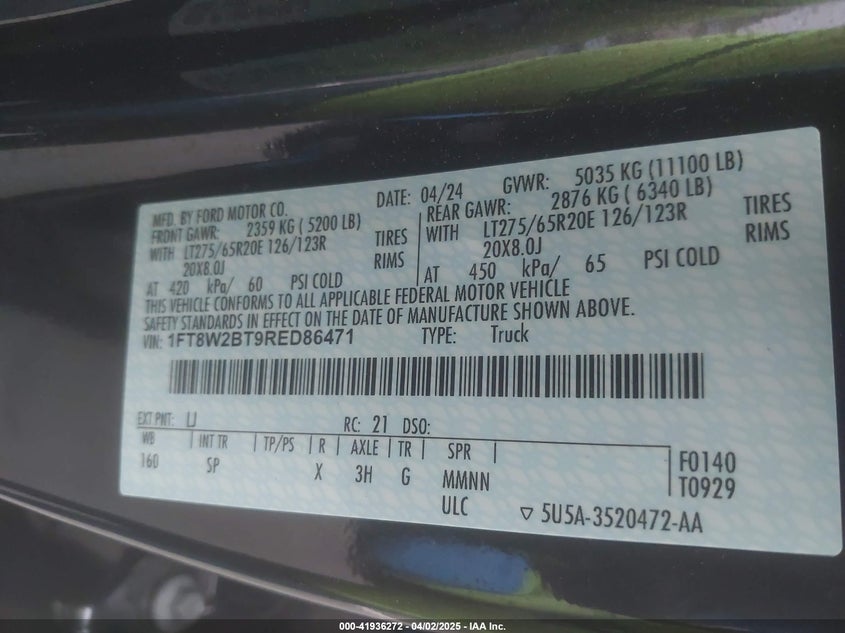 MFD. BY FORD MOTOR CO. DATE: 04/24 GVWR: 5035 KG (11100 LB)
FRONT GAWR: 2359 KG ( 5200 LB) REAR GAWR: 2876 KG ( 6340 LB)
WITH LT275/65R20E 126/123R TIRES WITH LT275/65R20E 126/123R TIRES
20X8.0J RIMS 20X8.0J RIMS
AT 420 kPa/ 60 PSI COLD AT 450 kPa/ 65 PSI COLD
THIS VEHICLE CONFORMS TO ALL APPLICABLE FEDERAL MOTOR VEHICLE
SAFETY STANDARDS IN EFFECT ON THE DATE OF MANUFACTURE SHOWN ABOVE.
VIN: 1FT8W2BT9RED86471 TYPE: Truck
EXT PNT: UJ RC: 21 DSO:
WB INT TR TP/PS R AXLE TR SPR
160 SP X 3H G MMNN F0140
ULC T0929
▽ 5U5A-3520472-AA
000-41936272 - 04/02/2025 - IAA Inc.